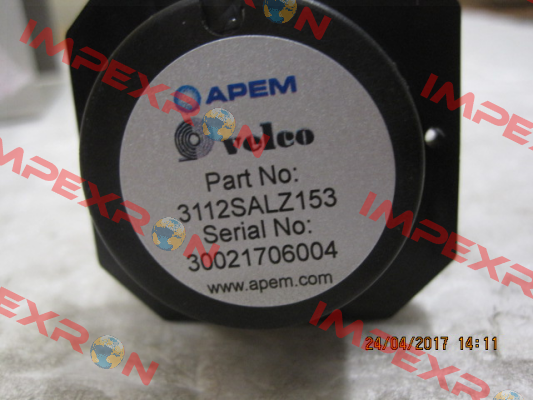 APEM
velco
Part No:
3112SALZ153
Serial No:
30021706004
www.apem.com
24/04/2017 14:11
IMPEXRON
IMPEXRON
IMPEXRON
IMPEXRON
IMPEXRON